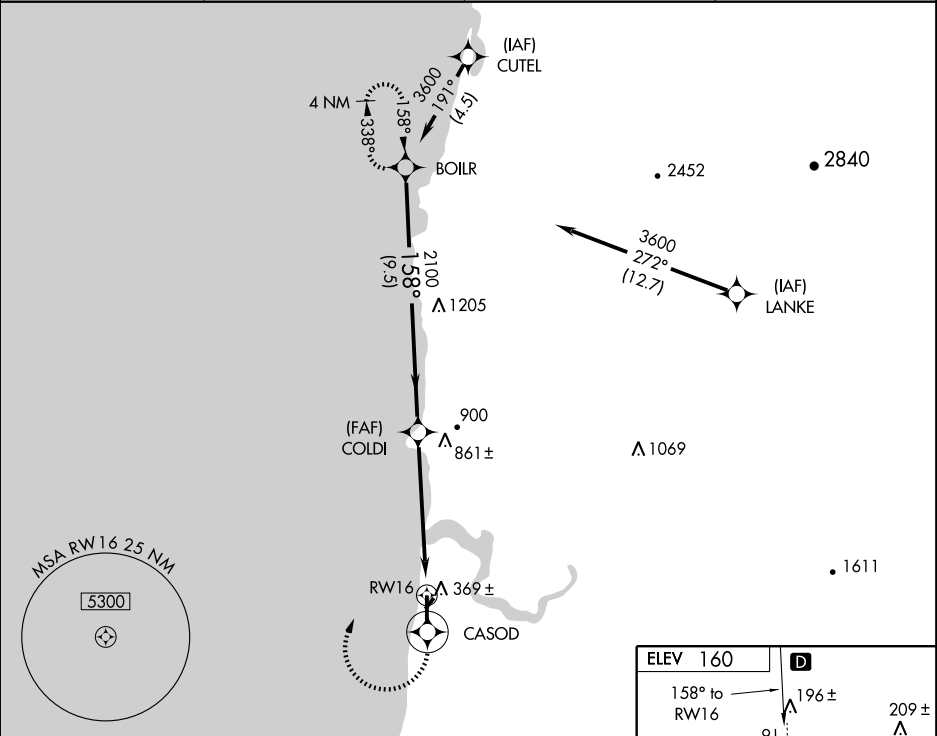 (IAF)
CUTEL
3600
191°
(4.5)
4 NM
158°
338°
BOILR
2452
2840
3600
272°
(12.7)
(IAF)
LANKE
2100
158°
(9.5)
1205
(FAF)
COLDI
900
861±
1069
MSA RW16 25 NM
5300
RW16
369±
CASOD
1611
ELEV 160
D
158° to
RW16
196±
209±